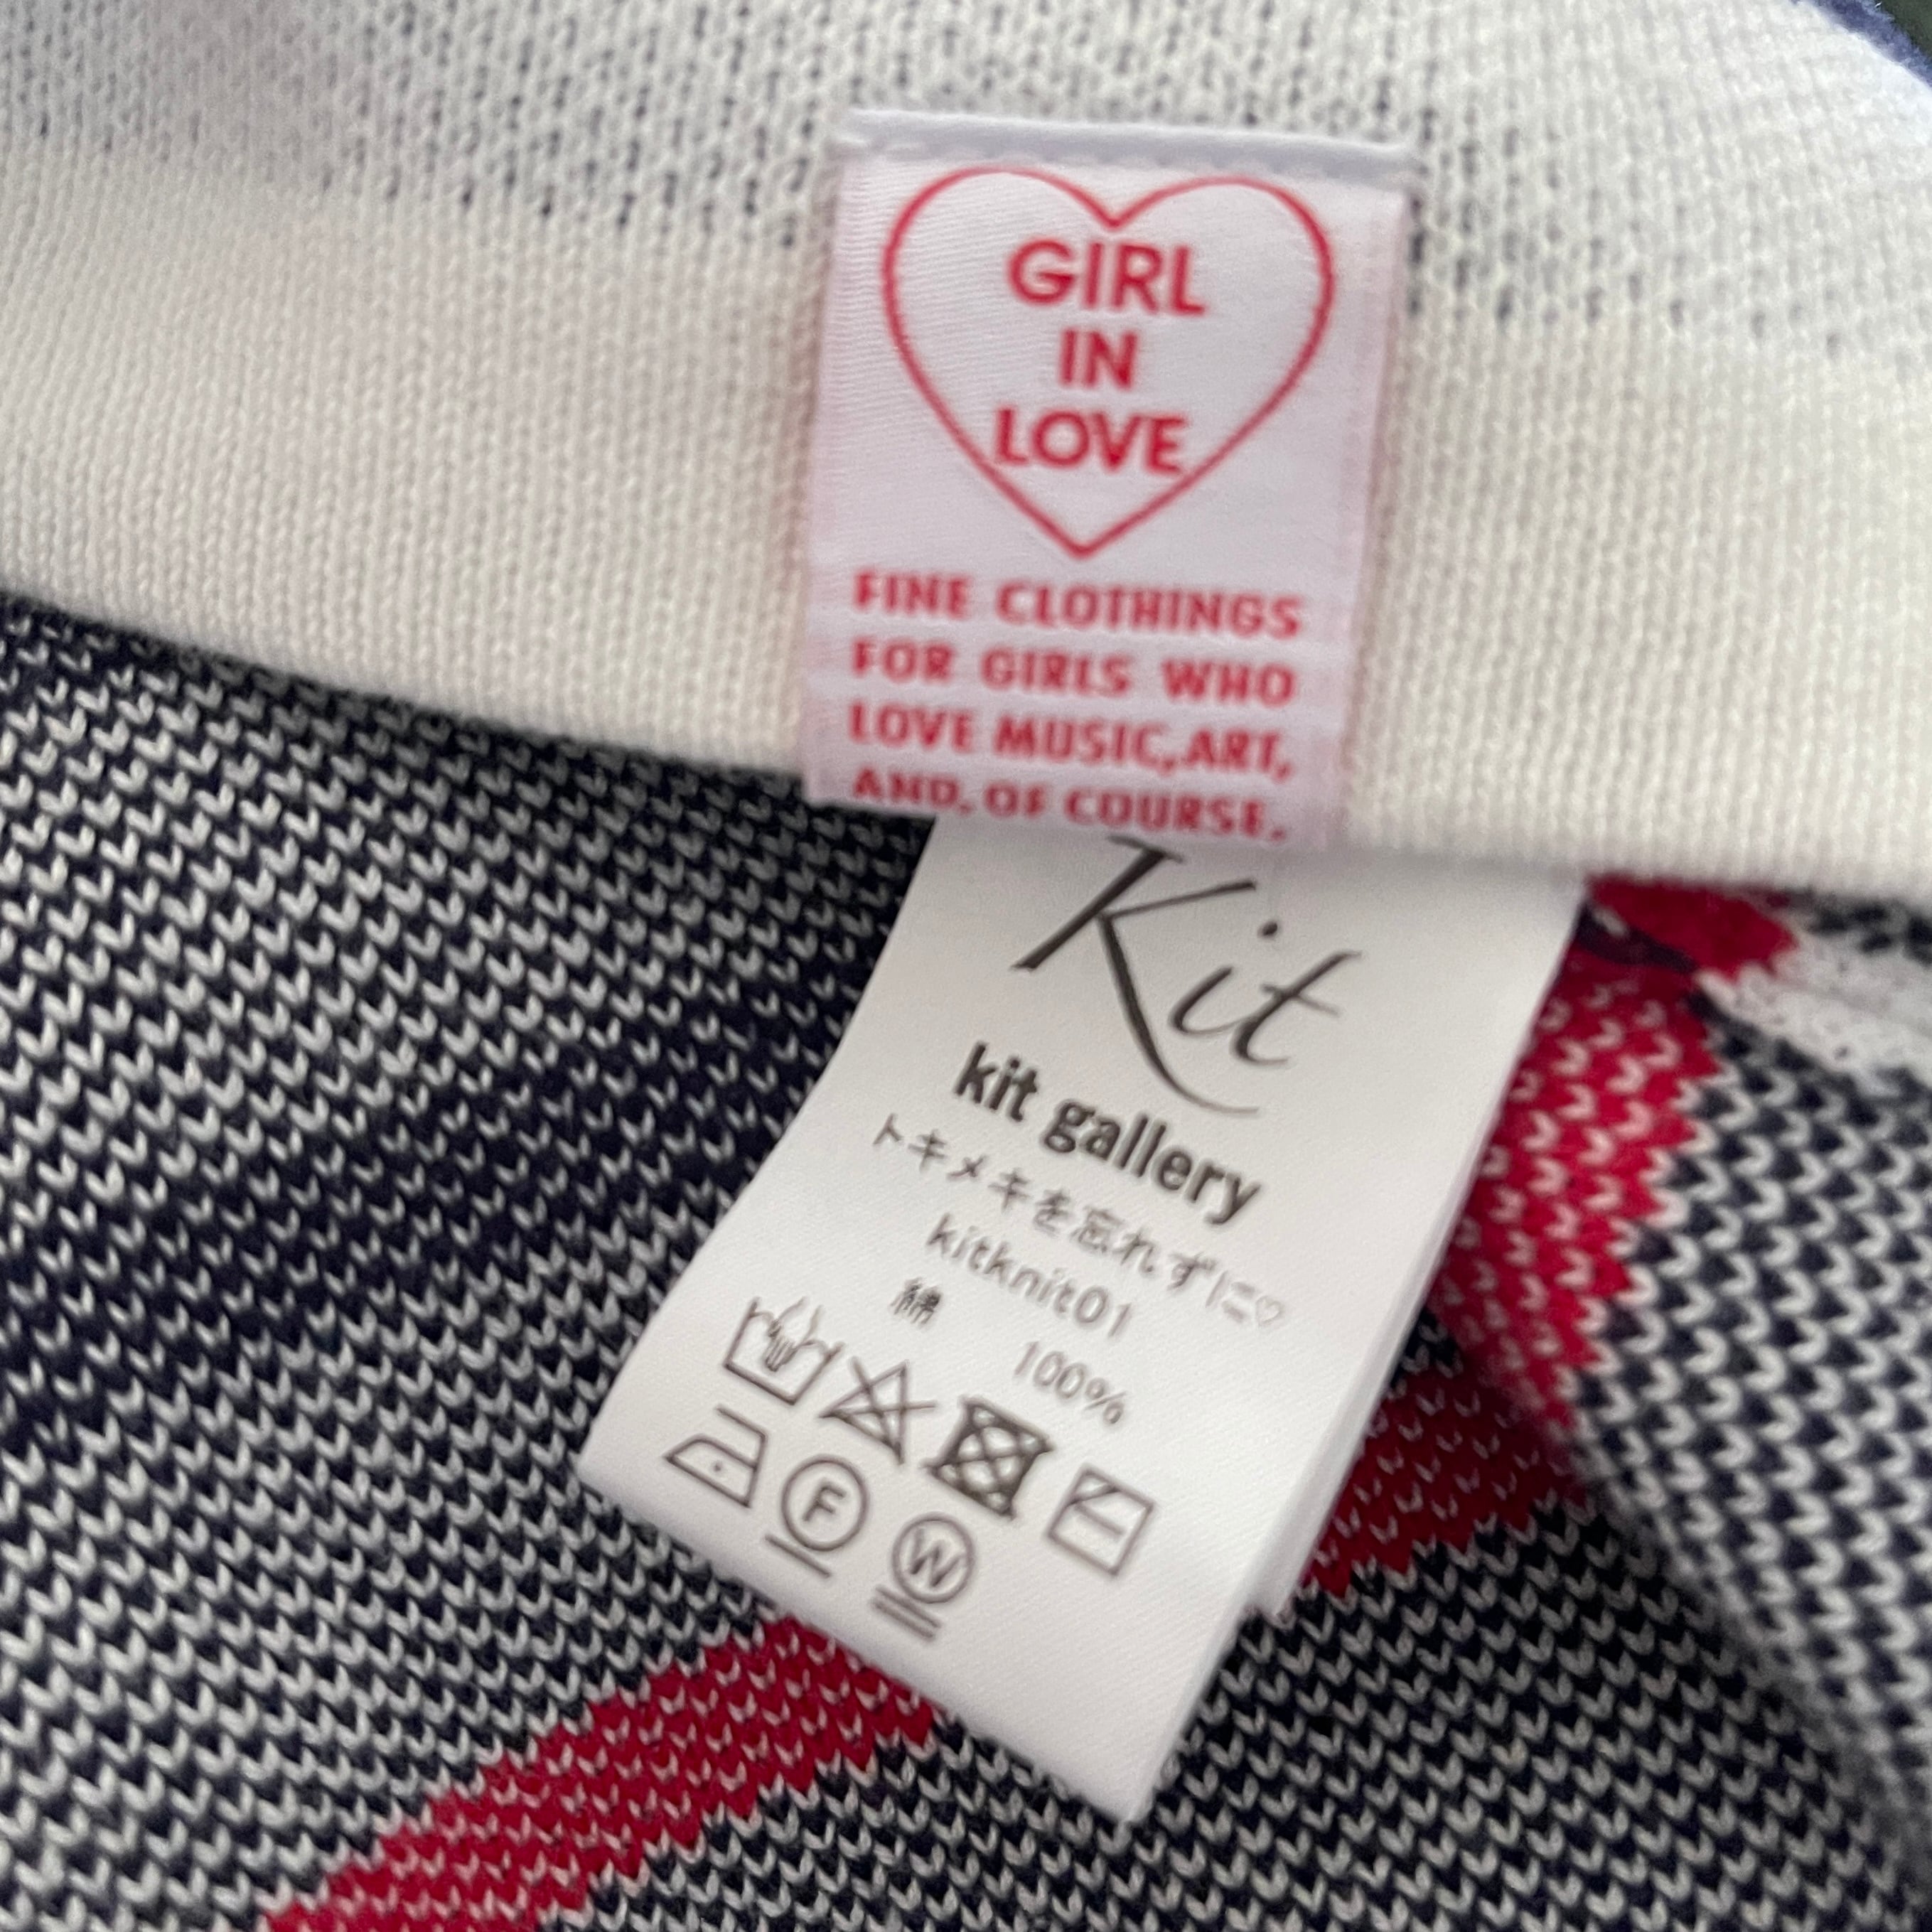 GIRL
IN
LOVE
FINE CLOTHINGS
FOR GIRLS WHO
LOVE MUSIC,ART,
AND, OF COURSE,
Kit
kit gallery
トキメキを忘れずに♡
kitknit01
綿 100%
F
W